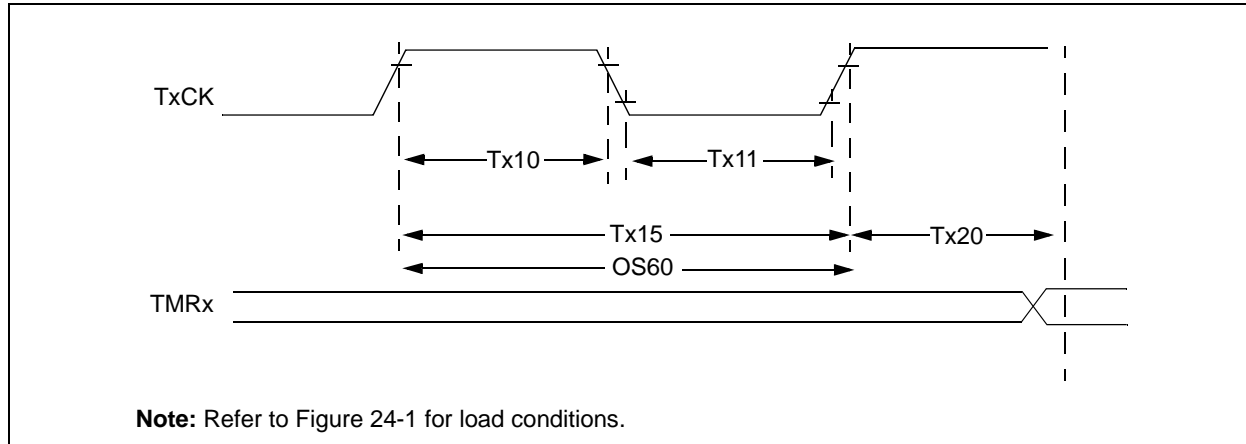 TxCK
Tx10
Tx11
Tx15
Tx20
OS60
TMRx
Note: Refer to Figure 24-1 for load conditions.